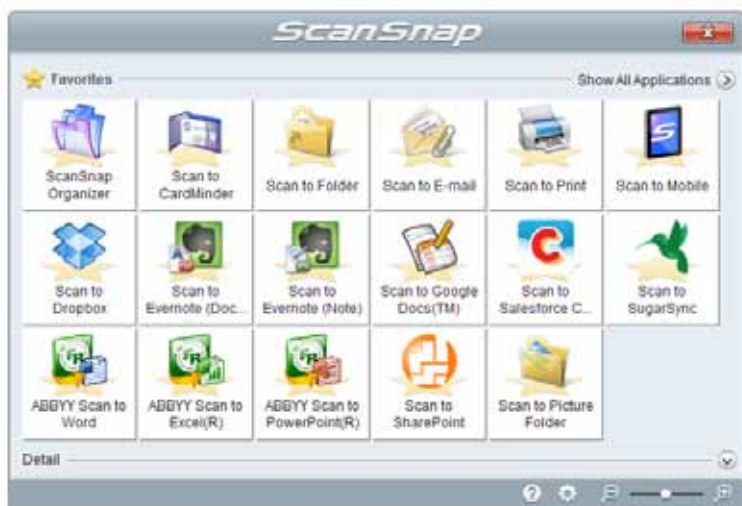 ScanSnap
Favorites
Show All Applications
ScanSnap
Organizer
Scan to
CardMinder
Scan to Folder
Scan to E-mail
Scan to Print
Scan to Mobile
Scan to
Dropbox
Scan to
Evernote (Doc...
Scan to
Evernote (Note)
Scan to Google
Docs(TM)
Scan to
Salesforce C...
Scan to
SugarSync
ABBYY Scan to
Word
ABBYY Scan to
Excel(R)
ABBYY Scan to
PowerPoint(R)
Scan to
SharePoint
Scan to Picture
Folder
Detail